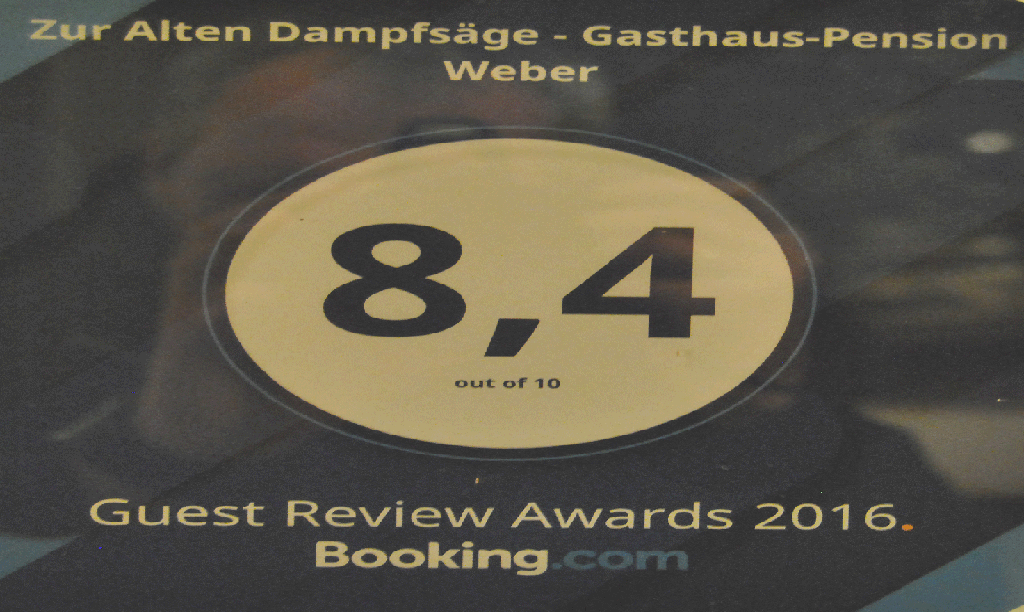 Zur Alten Dampfsäge - Gasthaus-Pension
Weber
8,4
out of 10
Guest Review Awards 2016.
Booking.com